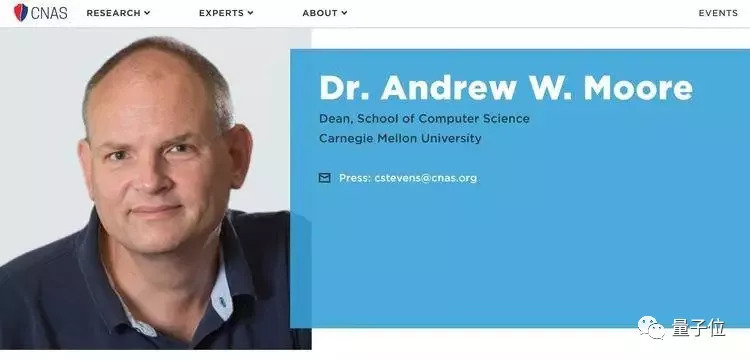 CNAS RESEARCH EXPERTS ABOUT EVENTS
Dr. Andrew W. Moore
Dean, School of Computer Science
Carnegie Mellon University
Press: cstevens@cnas.org
量子位